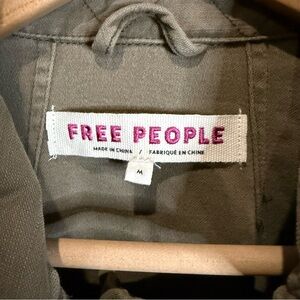 FREE PEOPLE
MADE IN CHINA / FABRIQUÉ EN CHINE
M